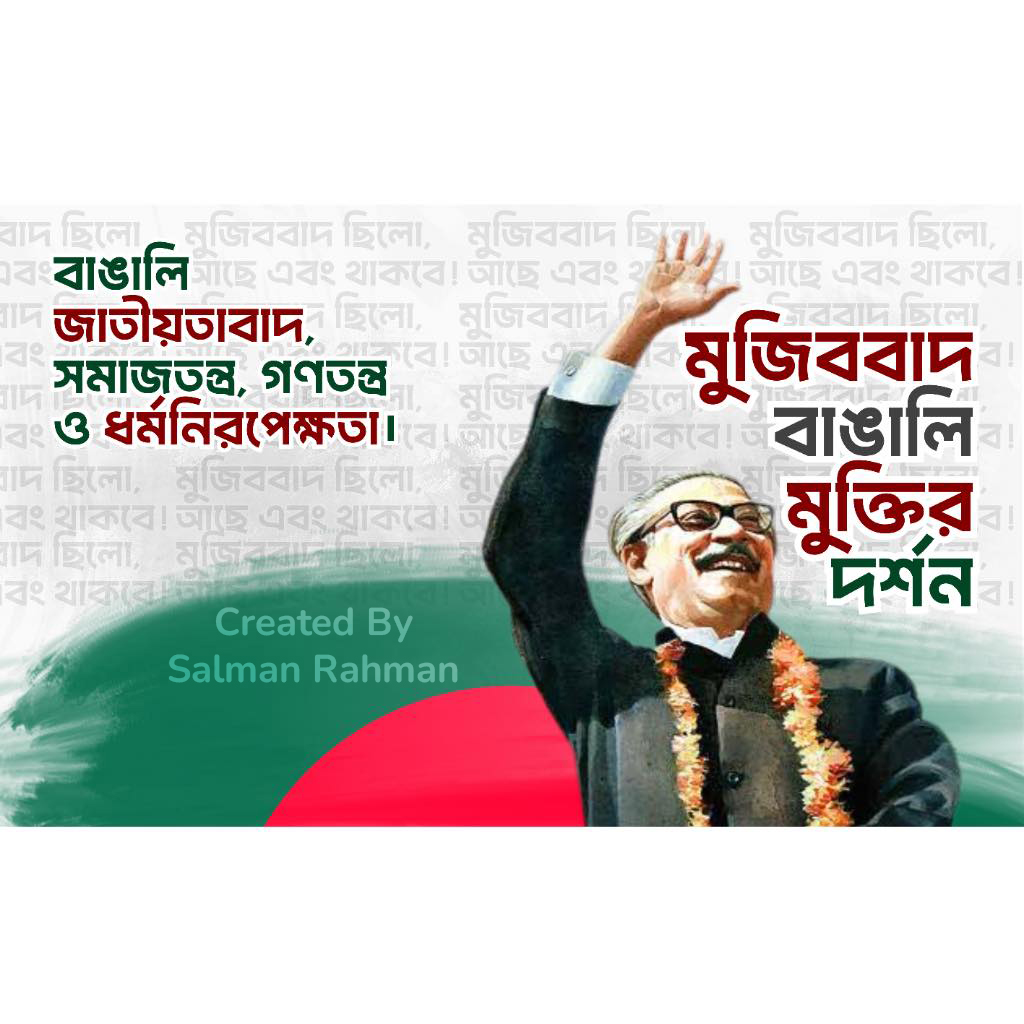 বাঙালি
জাতীয়তাবাদ,
সমাজতন্ত্র, গণতন্ত্র
ও ধর্মনিরপেক্ষতা।
মুজিববাদ
বাঙালি
মুক্তির
দর্শন
Created By
Salman Rahman
মুজিববাদ ছিলো,
আছে এবং থাকবে!